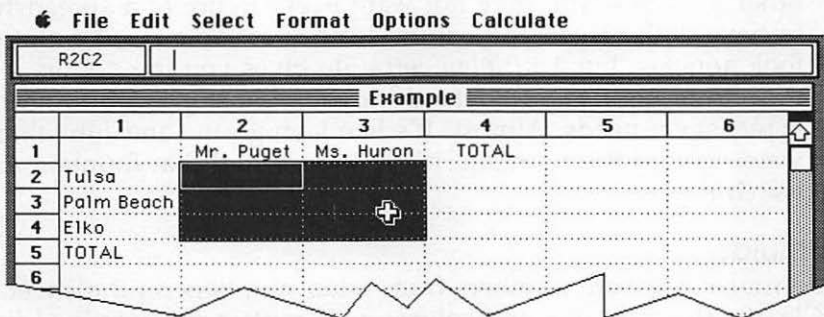 File Edit Select Format Options Calculate
R2C2
Example
1 2 3 4 5 6
1 Mr. Puget Ms. Huron TOTAL
2 Tulsa
3 Palm Beach
4 Elko
5 TOTAL
6